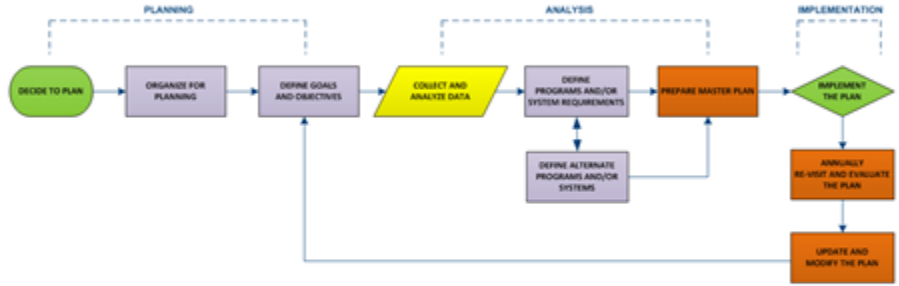 PLANNING
ANALYSIS
IMPLEMENTATION
DECIDE TO PLAN
ORGANIZE FOR
PLANNING
DEFINE GOALS
AND OBJECTIVES
COLLECT AND
ANALYZE DATA
DEFINE
PROGRAMS AND/OR
SYSTEM REQUIREMENTS
PREPARE MASTER PLAN
IMPLEMENT
THE PLAN
DEFINE ALTERNATE
PROGRAMS AND/OR
SYSTEMS
ANNUALLY
RE-VISIT AND EVALUATE
THE PLAN
UPDATE AND
MODIFY THE PLAN